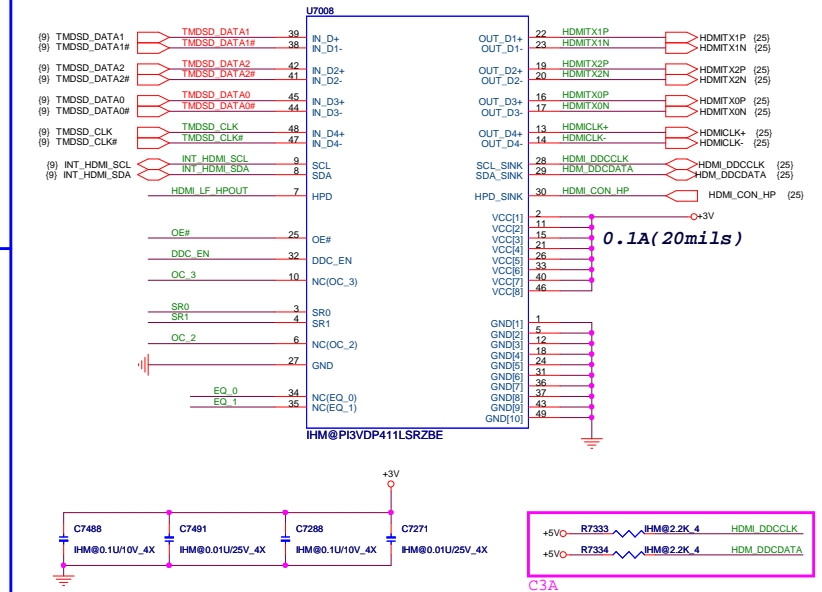 U7008
{9} TMDSD_DATA1 TMDSD_DATA1 39 IN_D+ OUT_D1+ 22 HDMITX1P HDMITX1P {25}
{9} TMDSD_DATA1# TMDSD_DATA1# 38 IN_D1- OUT_D1- 23 HDMITX1N HDMITX1N {25}
{9} TMDSD_DATA2 TMDSD_DATA2 42 IN_D2+ OUT_D2+ 19 HDMITX2P HDMITX2P {25}
{9} TMDSD_DATA2# TMDSD_DATA2# 41 IN_D2- OUT_D2- 20 HDMITX2N HDMITX2N {25}
{9} TMDSD_DATA0 TMDSD_DATA0 45 IN_D3+ OUT_D3+ 16 HDMITX0P HDMITX0P {25}
{9} TMDSD_DATA0# TMDSD_DATA0# 44 IN_D3- OUT_D3- 17 HDMITX0N HDMITX0N {25}
{9} TMDSD_CLK TMDSD_CLK 48 IN_D4+ OUT_D4+ 13 HDMICLK+ HDMICLK+ {25}
{9} TMDSD_CLK# TMDSD_CLK# 47 IN_D4- OUT_D4- 14 HDMICLK- HDMICLK- {25}
{9} INT_HDMI_SCL INT_HDMI_SCL 9 SCL SCL_SINK 28 HDMI_DDCCLK HDMI_DDCCLK {25}
{9} INT_HDMI_SDA INT_HDMI_SDA 8 SDA SDA_SINK 29 HDM_DDCDATA HDM_DDCDATA {25}
HDMI_LF_HPOUT 7 HPD HPD_SINK 30 HDMI_CON_HP HDMI_CON_HP {25}
VCC[1] 2 +3V
VCC[2] 11
VCC[3] 15
OE# 25 OE# 0.1A(20mils)
VCC[4] 21
VCC[5] 26
DDC_EN 32 DDC_EN
VCC[6] 33
VCC[7] 40
OC_3 10 NC(OC_3)
VCC[8] 46
SR0 3 SR0
SR1 4 SR1
GND[1] 1
GND[2] 5
GND[3] 12
OC_2 6 NC(OC_2)
GND[4] 18
GND[5] 24
27 GND
GND[6] 31
GND[7] 36
EQ_0 34 NC(EQ_0)
GND[8] 37
EQ_1 35 NC(EQ_1)
GND[9] 43
GND[10] 49
IHM@PI3VDP411LSRZBE
+3V
C7488 C7491 C7288 C7271
IHM@0.1U/10V_4X IHM@0.01U/25V_4X IHM@0.1U/10V_4X IHM@0.01U/25V_4X
+5V R7333 IHM@2.2K_4 HDMI_DDCCLK
+5V R7334 IHM@2.2K_4 HDM_DDCDATA
C3A